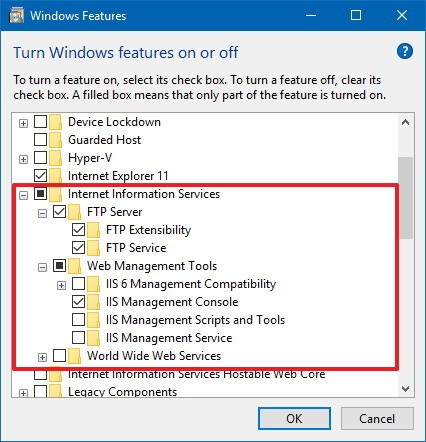 Windows Features
Turn Windows features on or off
?
To turn a feature on, select its check box. To turn a feature off, clear its
check box. A filled box means that only part of the feature is turned on.
Device Lockdown
Guarded Host
Hyper-V
Internet Explorer 11
Internet Information Services
FTP Server
FTP Extensibility
FTP Service
Web Management Tools
IIS 6 Management Compatibility
IIS Management Console
IIS Management Scripts and Tools
IIS Management Service
World Wide Web Services
Internet Information Services Hostable Web Core
Legacy Components
OK
Cancel